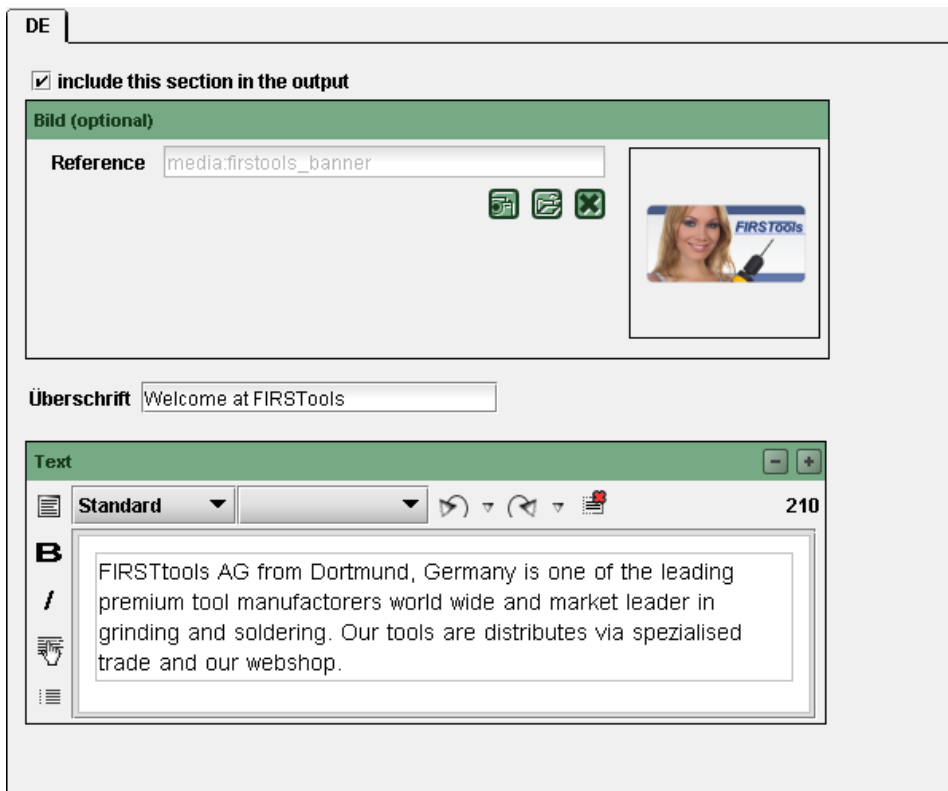 DE
include this section in the output
Bild (optional)
Reference media:firstools_banner
FIRSTools
Überschrift Welcome at FIRSTools
Text
Standard 210
B
I
FIRSTtools AG from Dortmund, Germany is one of the leading
premium tool manufactorers world wide and market leader in
grinding and soldering. Our tools are distributes via spezialised
trade and our webshop.